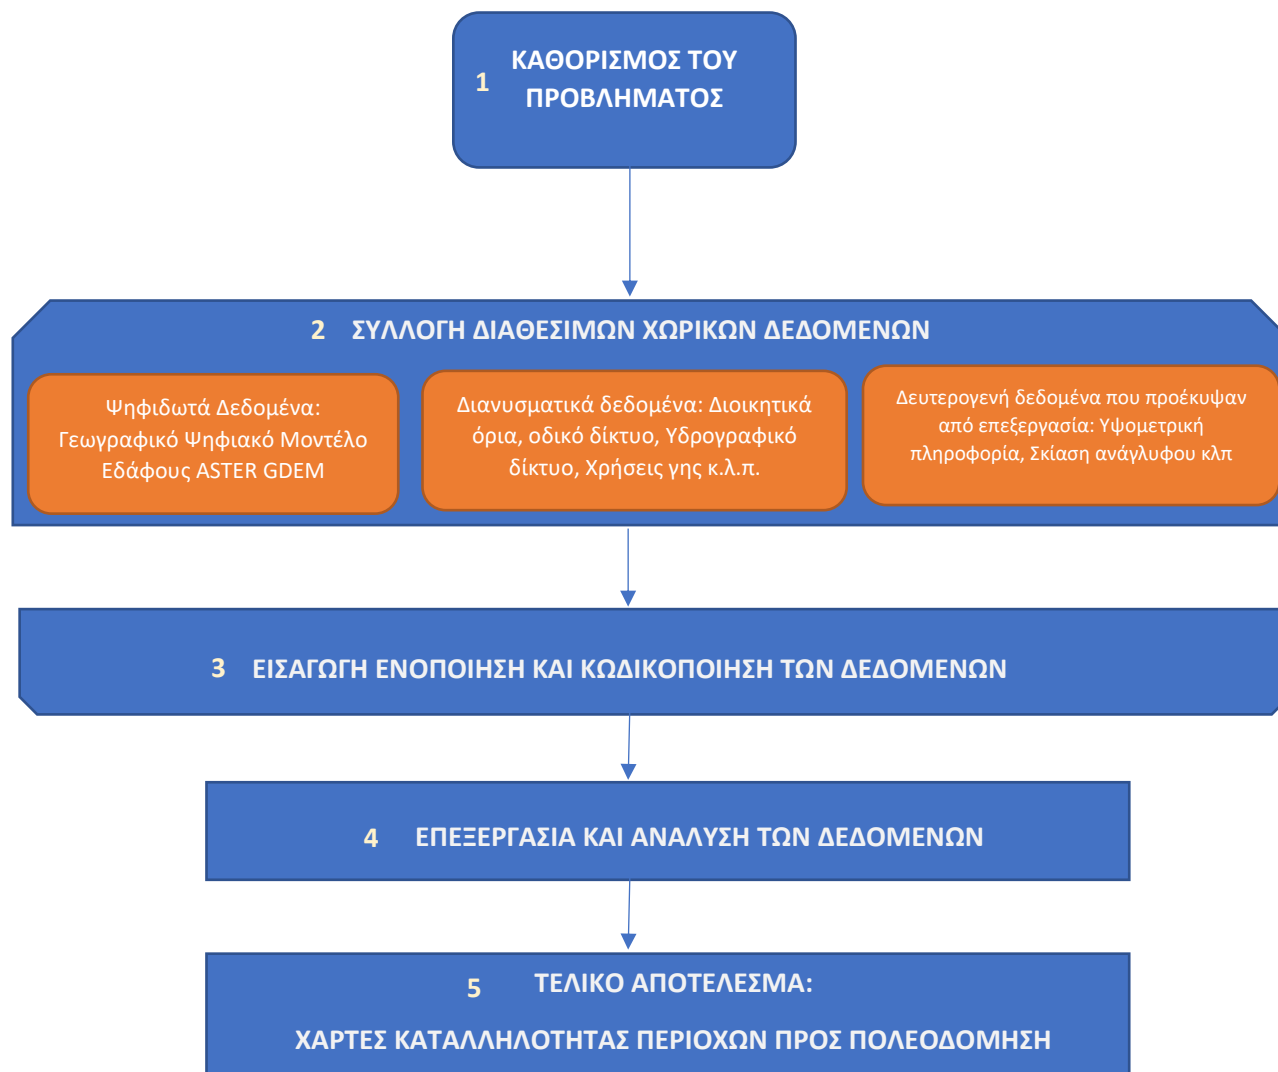 1 ΚΑΘΟΡΙΣΜΟΣ ΤΟΥ
ΠΡΟΒΛΗΜΑΤΟΣ
2 ΣΥΛΛΟΓΗ ΔΙΑΘΕΣΙΜΩΝ ΧΩΡΙΚΩΝ ΔΕΔΟΜΕΝΩΝ
Ψηφιδωτά Δεδομένα:
Γεωγραφικό Ψηφιακό Μοντέλο
Εδάφους ASTER GDEM
Διανυσματικά δεδομένα: Διοικητικά
όρια, οδικό δίκτυο, Υδρογραφικό
δίκτυο, Χρήσεις γης κ.λ.π.
Δευτερογενή δεδομένα που προέκυψαν
από επεξεργασία: Υψομετρική
πληροφορία, Σκίαση ανάγλυφου κλπ
3 ΕΙΣΑΓΩΓΗ ΕΝΟΠΟΙΗΣΗ ΚΑΙ ΚΩΔΙΚΟΠΟΙΗΣΗ ΤΩΝ ΔΕΔΟΜΕΝΩΝ
4 ΕΠΕΞΕΡΓΑΣΙΑ ΚΑΙ ΑΝΑΛΥΣΗ ΤΩΝ ΔΕΔΟΜΕΝΩΝ
5 ΤΕΛΙΚΟ ΑΠΟΤΕΛΕΣΜΑ:
ΧΑΡΤΕΣ ΚΑΤΑΛΛΗΛΟΤΗΤΑΣ ΠΕΡΙΟΧΩΝ ΠΡΟΣ ΠΟΛΕΟΔΟΜΗΣΗ